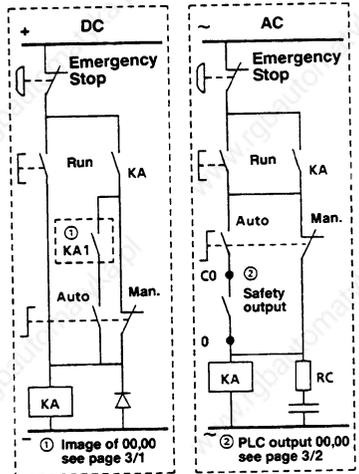 + DC
Emergency
Stop
Run
KA
①
KA1
Auto
Man.
KA
−
① Image of 00,00
see page 3/1
~ AC
Emergency
Stop
Run
KA
Auto
Man.
C0
②
Safety
output
0
KA
RC
~
② PLC output 00,00
see page 3/2